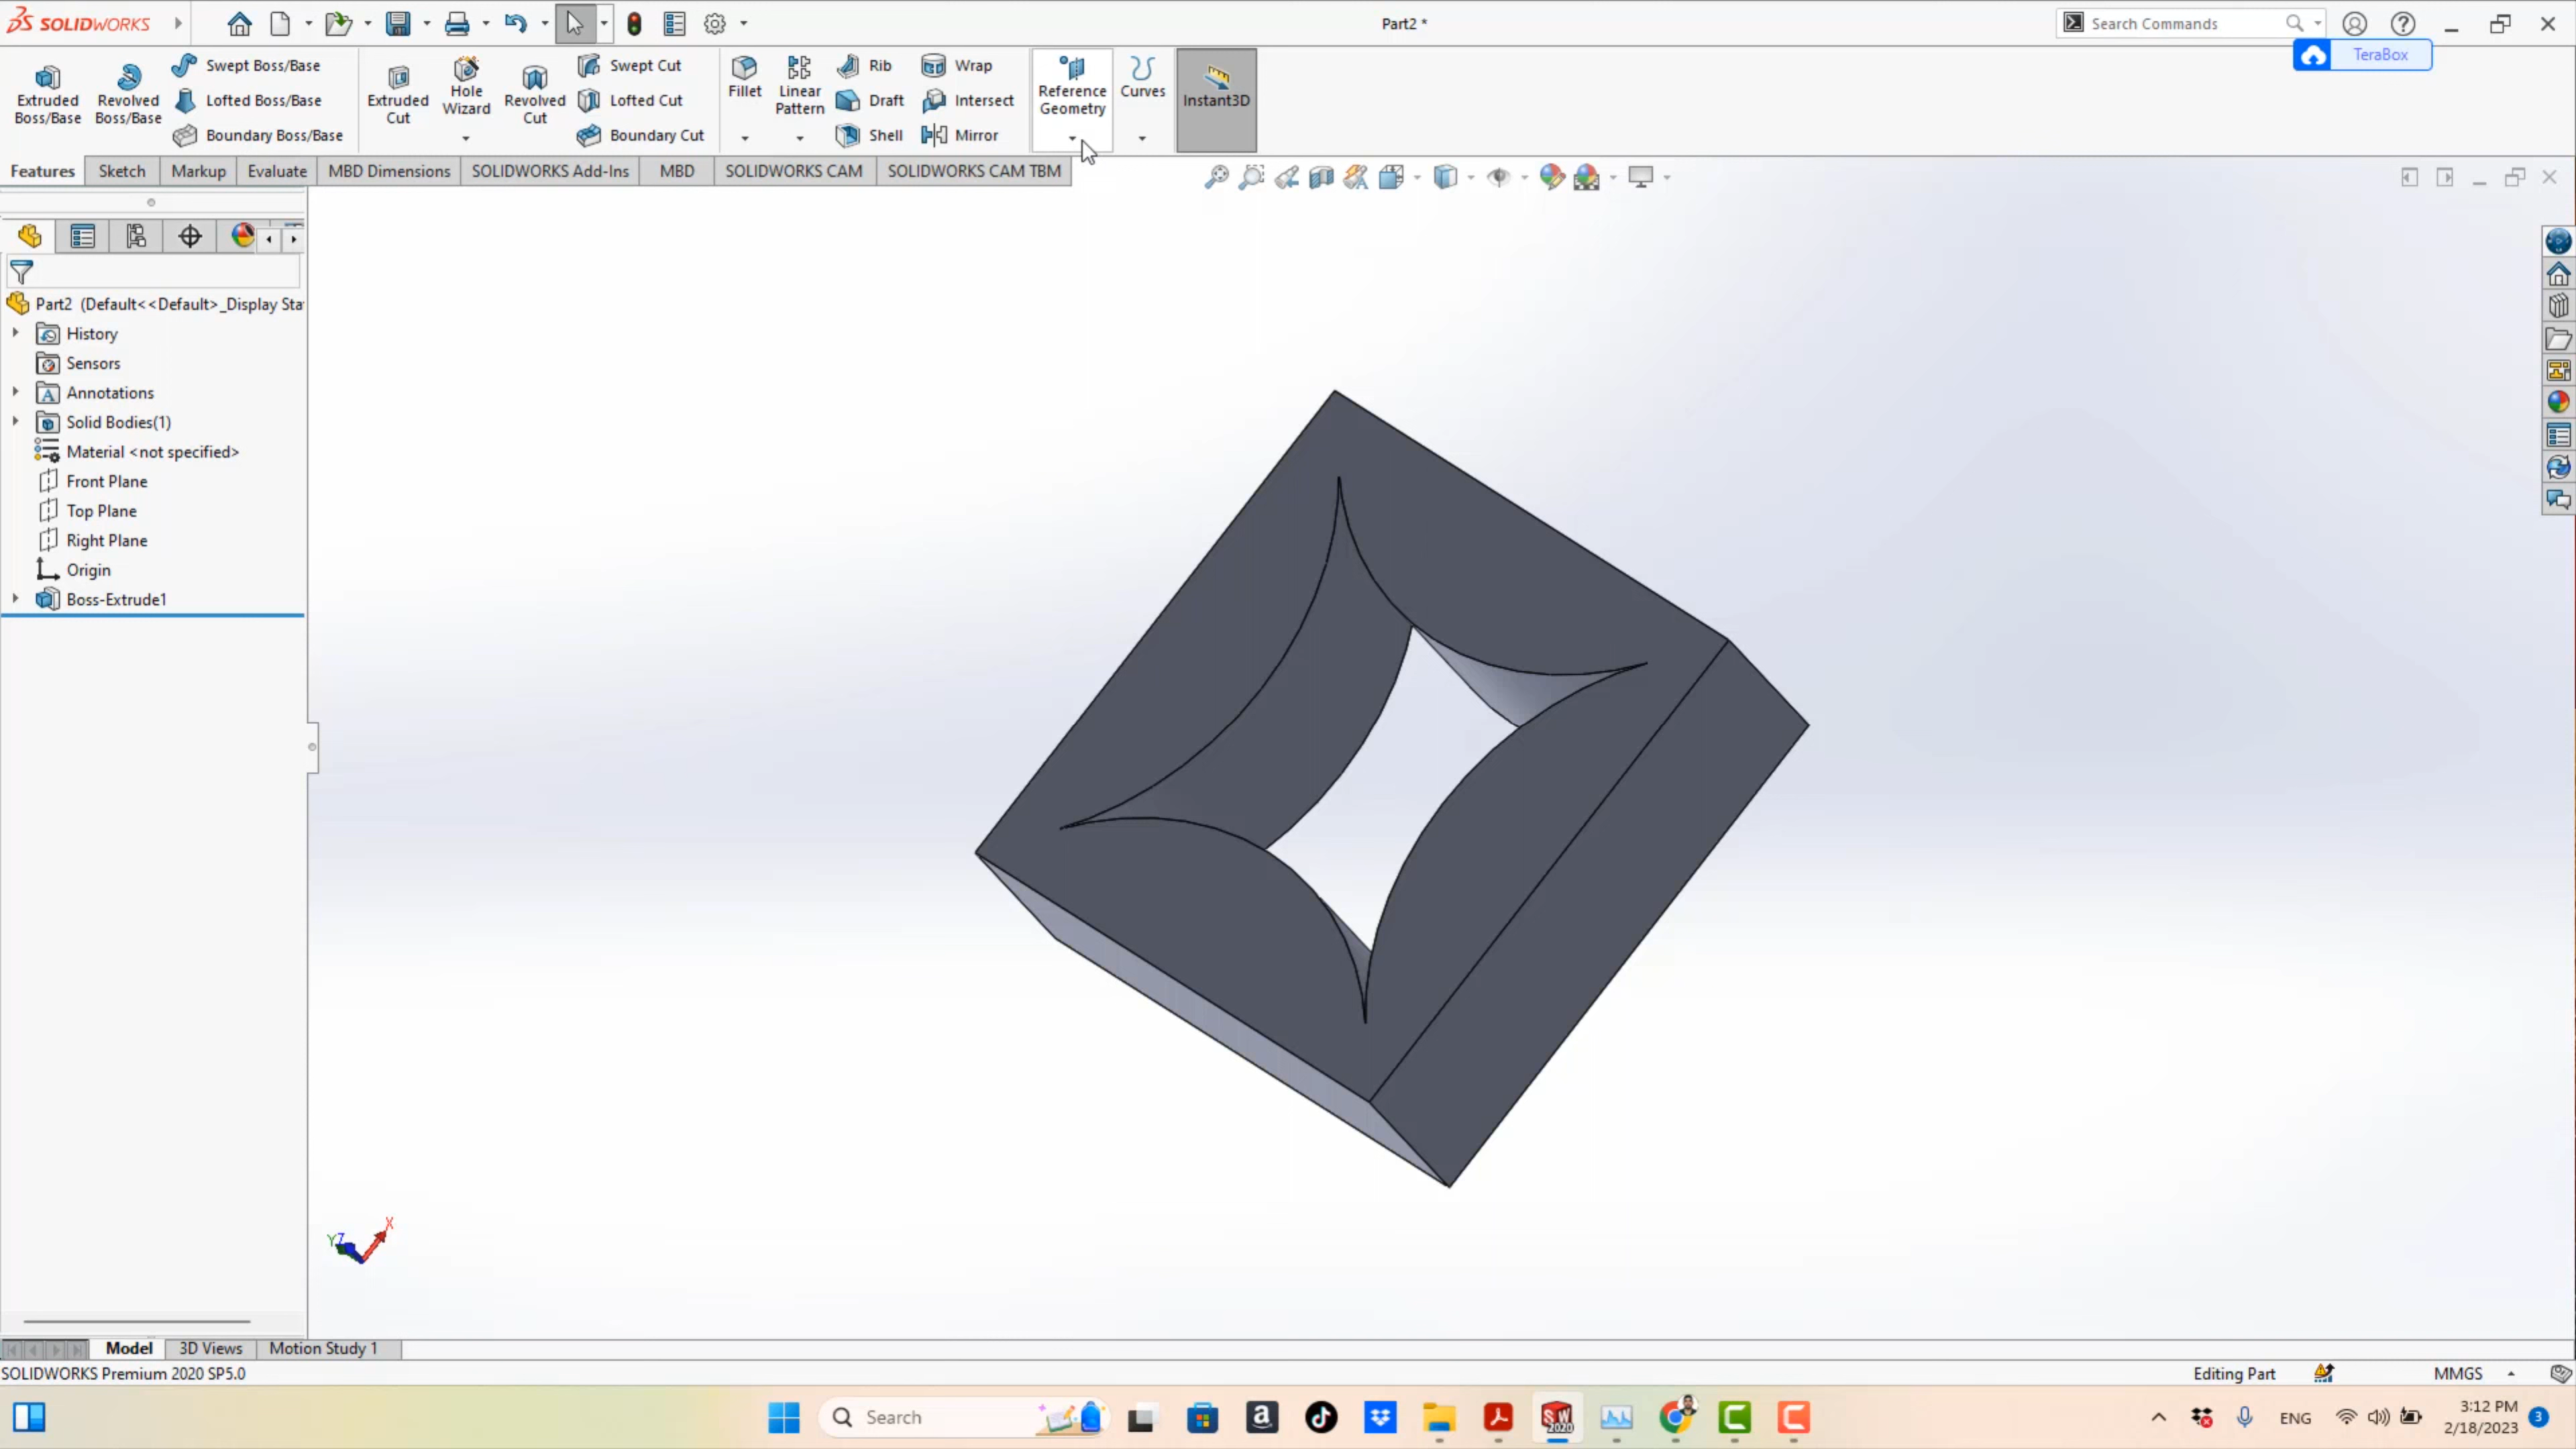 SOLIDWORKS
Part2 *
Search Commands
TeraBox
Extruded Boss/Base
Revolved Boss/Base
Swept Boss/Base
Lofted Boss/Base
Boundary Boss/Base
Extruded Cut
Hole Wizard
Revolved Cut
Swept Cut
Lofted Cut
Boundary Cut
Fillet
Linear Pattern
Rib
Draft
Shell
Wrap
Intersect
Mirror
Reference Geometry
Curves
Instant3D
Features
Sketch
Markup
Evaluate
MBD Dimensions
SOLIDWORKS Add-Ins
MBD
SOLIDWORKS CAM
SOLIDWORKS CAM TBM
Part2 (Default<<Default>_Display Sta
History
Sensors
Annotations
Solid Bodies(1)
Material <not specified>
Front Plane
Top Plane
Right Plane
Origin
Boss-Extrude1
X
Y
Z
Model
3D Views
Motion Study 1
SOLIDWORKS Premium 2020 SP5.0
Editing Part
MMGS
Search
SW
2020
ENG
3:12 PM
2/18/2023
3